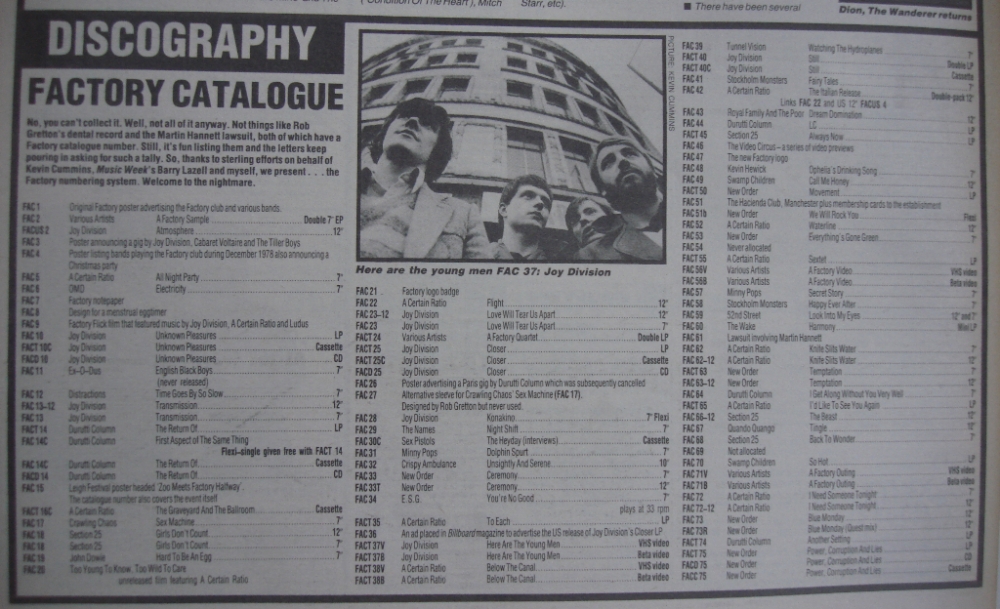 ("Condition Of The Heart"), Mitch
Starr, etc).
■ There have been several
Dion, The Wanderer returns
DISCOGRAPHY
FACTORY CATALOGUE
No, you can't collect it. Well, not all of it anyway. Not things like Rob
Gretton's dental record and the Martin Hannett lawsuit, both of which have a
Factory catalogue number. Still, it's fun listing them and the letters keep
pouring in asking for such a tally. So, thanks to sterling efforts on behalf of
Kevin Cummins, Music Week's Barry Lazell and myself, we present . . . the
Factory numbering system. Welcome to the nightmare.
FAC 1 Original Factory poster advertising the Factory club and various bands.
FAC 2 Various Artists A Factory Sample Double 7" EP
FACUS 2 Joy Division Atmosphere 12"
FAC 3 Poster announcing a gig by Joy Division, Cabaret Voltaire and The Tiller Boys
FAC 4 Poster listing bands playing the Factory club during December 1978 also announcing a
Christmas party
FAC 5 A Certain Ratio All Night Party 7"
FAC 6 OMD Electricity 7"
FAC 7 Factory notepaper
FAC 8 Design for a menstrual eggtimer
FAC 9 Factory Flick film that featured music by Joy Division, A Certain Ratio and Ludus
FAC 10 Joy Division Unknown Pleasures LP
FACT 10C Joy Division Unknown Pleasures Cassette
FACD 10 Joy Division Unknown Pleasures CD
FAC 11 Ex-O-Duo English Black Boys 7"
(never released)
FAC 12 Distractions Time Goes By So Slow 7"
FAC 13-12 Joy Division Transmission 12"
FAC 13 Joy Division Transmission 7"
FACT 14 Durutti Column The Return Of LP
FAC 14C Durutti Column First Aspect of The Same Thing
Flexi-single given free with FACT 14
FAC 14C Durutti Column The Return Of Cassette
FACD 14 Durutti Column The Return Of CD
FAC 15 Leigh Festival poster headed 'Zoo Meets Factory Halfway'.
The catalogue number also covers the event itself
FACT 16C A Certain Ratio The Graveyard And The Ballroom Cassette
FAC 17 Crawling Chaos Sex Machine 7"
FAC 18 Section 25 Girls Don't Count 12"
FAC 18 Section 25 Girls Don't Count 7"
FAC 19 John Dowie Hard To Be An Egg 7"
FAC 20 Too Young To Know, Too Wild To Care
unreleased film featuring A Certain Ratio
PICTURE: KEVIN CUMMINS
Here are the young men FAC 37: Joy Division
FAC 21 Factory logo badge
FAC 22 A Certain Ratio Flight 12"
FAC 23-12 Joy Division Love Will Tear Us Apart 12"
FAC 23 Joy Division Love Will Tear Us Apart 7"
FACT 24 Various Artists A Factory Quartet Double LP
FACT 25 Joy Division Closer LP
FACT 25C Joy Division Closer Cassette
FACD 25 Joy Division Closer CD
FAC 26 Poster advertising a Paris gig by Durutti Column which was subsequently cancelled
FAC 27 Alternative sleeve for Crawling Chaos' Sex Machine (FAC 17).
Designed by Rob Gretton but never used.
FAC 28 Joy Division Konakino 7" Flexi
FAC 29 The Names Night Shift 7"
FAC 30C Sex Pistols The Heyday (interviews) Cassette
FAC 31 Minny Pops Dolphin Spurt 7"
FAC 32 Crispy Ambulance Unsightly And Serene 10"
FAC 33 New Order Ceremony 7"
FAC 33T New Order Ceremony 12"
FAC 34 E.S.G. You're No Good 7"
plays at 33 rpm
FACT 35 A Certain Ratio To Each LP
FAC 36 An ad placed in Billboard magazine to advertise the US release of Joy Division's Closer LP
FACT 37V Joy Division Here Are The Young Men VHS video
FACT 37B Joy Division Here Are The Young Men Beta video
FACT 38V A Certain Ratio Below The Canal VHS video
FACT 38B A Certain Ratio Below The Canal Beta video
FAC 39 Tunnel Vision Watching The Hydroplanes 7"
FACT 40 Joy Division Still Double LP
FACT 40C Joy Division Still Cassette
FAC 41 Stockholm Monsters Fairy Tales 7"
FAC 42 A Certain Ratio The Italian Release Double-pack 12"
Links FAC 22 and US 12" FACUS 4
FAC 43 Royal Family And The Poor Dream Domination 12"
FAC 44 Durutti Column LC LP
FACT 45 Section 25 Always Now LP
FAC 46 The Video Circus – a series of video previews
FAC 47 The new Factory logo
FAC 48 Kevin Hewick Ophelia's Drinking Song 7"
FAC 49 Swamp Children Call Me Honey 12"
FACT 50 New Order Movement LP
FAC 51 The Hacienda Club, Manchester plus membership cards to the establishment
FAC 51b New Order We Will Rock You Flexi
FAC 52 A Certain Ratio Waterline 12"
FAC 53 New Order Everything's Gone Green 7"
FAC 54 Never allocated
FACT 55 A Certain Ratio Sextet LP
FAC 56V Various Artists A Factory Video VHS video
FAC 56B Various Artists A Factory Video Beta video
FAC 57 Minny Pops Secret Story 7"
FAC 58 Stockholm Monsters Happy Ever After 7"
FAC 59 52nd Street Look Into My Eyes 12" and 7"
FAC 60 The Wake Harmony Mini LP
FAC 61 Lawsuit involving Martin Hannett
FAC 62 A Certain Ratio Knife Slits Water 7"
FAC 62-12 A Certain Ratio Knife Slits Water 12"
FACT 63 New Order Temptation 7"
FAC 63-12 New Order Temptation 12"
FAC 64 Durutti Column I Get Along Without You Very Well 7"
FACT 65 A Certain Ratio I'd Like To See You Again LP
FAC 66-12 Section 25 The Beast 12"
FAC 67 Quando Quango Tingle 12"
FAC 68 Section 25 Back To Wonder 7"
FAC 69 Not allocated
FAC 70 Swamp Children So Hot LP
FAC 71V Various Artists A Factory Outing VHS video
FAC 71B Various Artists A Factory Outing Beta video
FAC 72 A Certain Ratio I Need Someone Tonight 7"
FAC 72-12 A Certain Ratio I Need Someone Tonight 12"
FAC 73 New Order Blue Monday 12"
FAC 73R New Order Blue Monday (Quest mix) 12"
FACT 74 Durutti Column Another Setting LP
FACT 75 New Order Power, Corruption And Lies LP
FACD 75 New Order Power, Corruption And Lies CD
FACC 75 New Order Power, Corruption And Lies Cassette